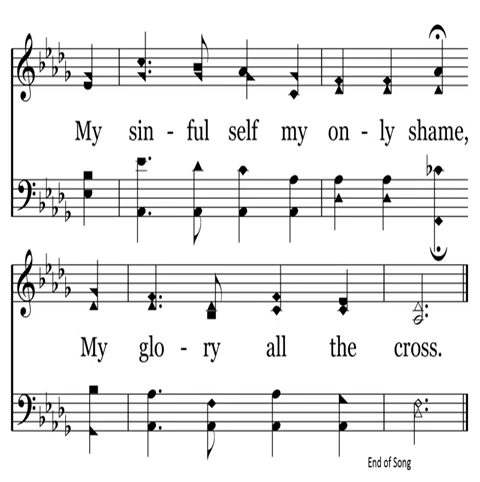 My sin - ful self my on - ly shame,
My glo - ry all the cross.
End of Song